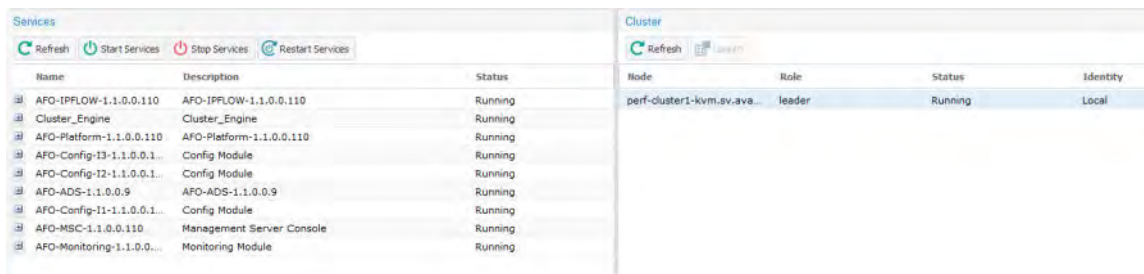 Services
Refresh Start Services Stop Services Restart Services
Name Description Status
AFO-IPFLOW-1.1.0.0.110 AFO-IPFLOW-1.1.0.0.110 Running
Cluster_Engine Cluster_Engine Running
AFO-Platform-1.1.0.0.110 AFO-Platform-1.1.0.0.110 Running
AFO-Config-I3-1.1.0.0.1... Config Module Running
AFO-Config-I2-1.1.0.0.1... Config Module Running
AFO-ADS-1.1.0.0.9 AFO-ADS-1.1.0.0.9 Running
AFO-Config-I1-1.1.0.0.1... Config Module Running
AFO-MSC-1.1.0.0.110 Management Server Console Running
AFO-Monitoring-1.1.0.0.... Monitoring Module Running
Cluster
Refresh
Node Role Status Identity
perf-cluster1-kvm.sv.ava... leader Running Local